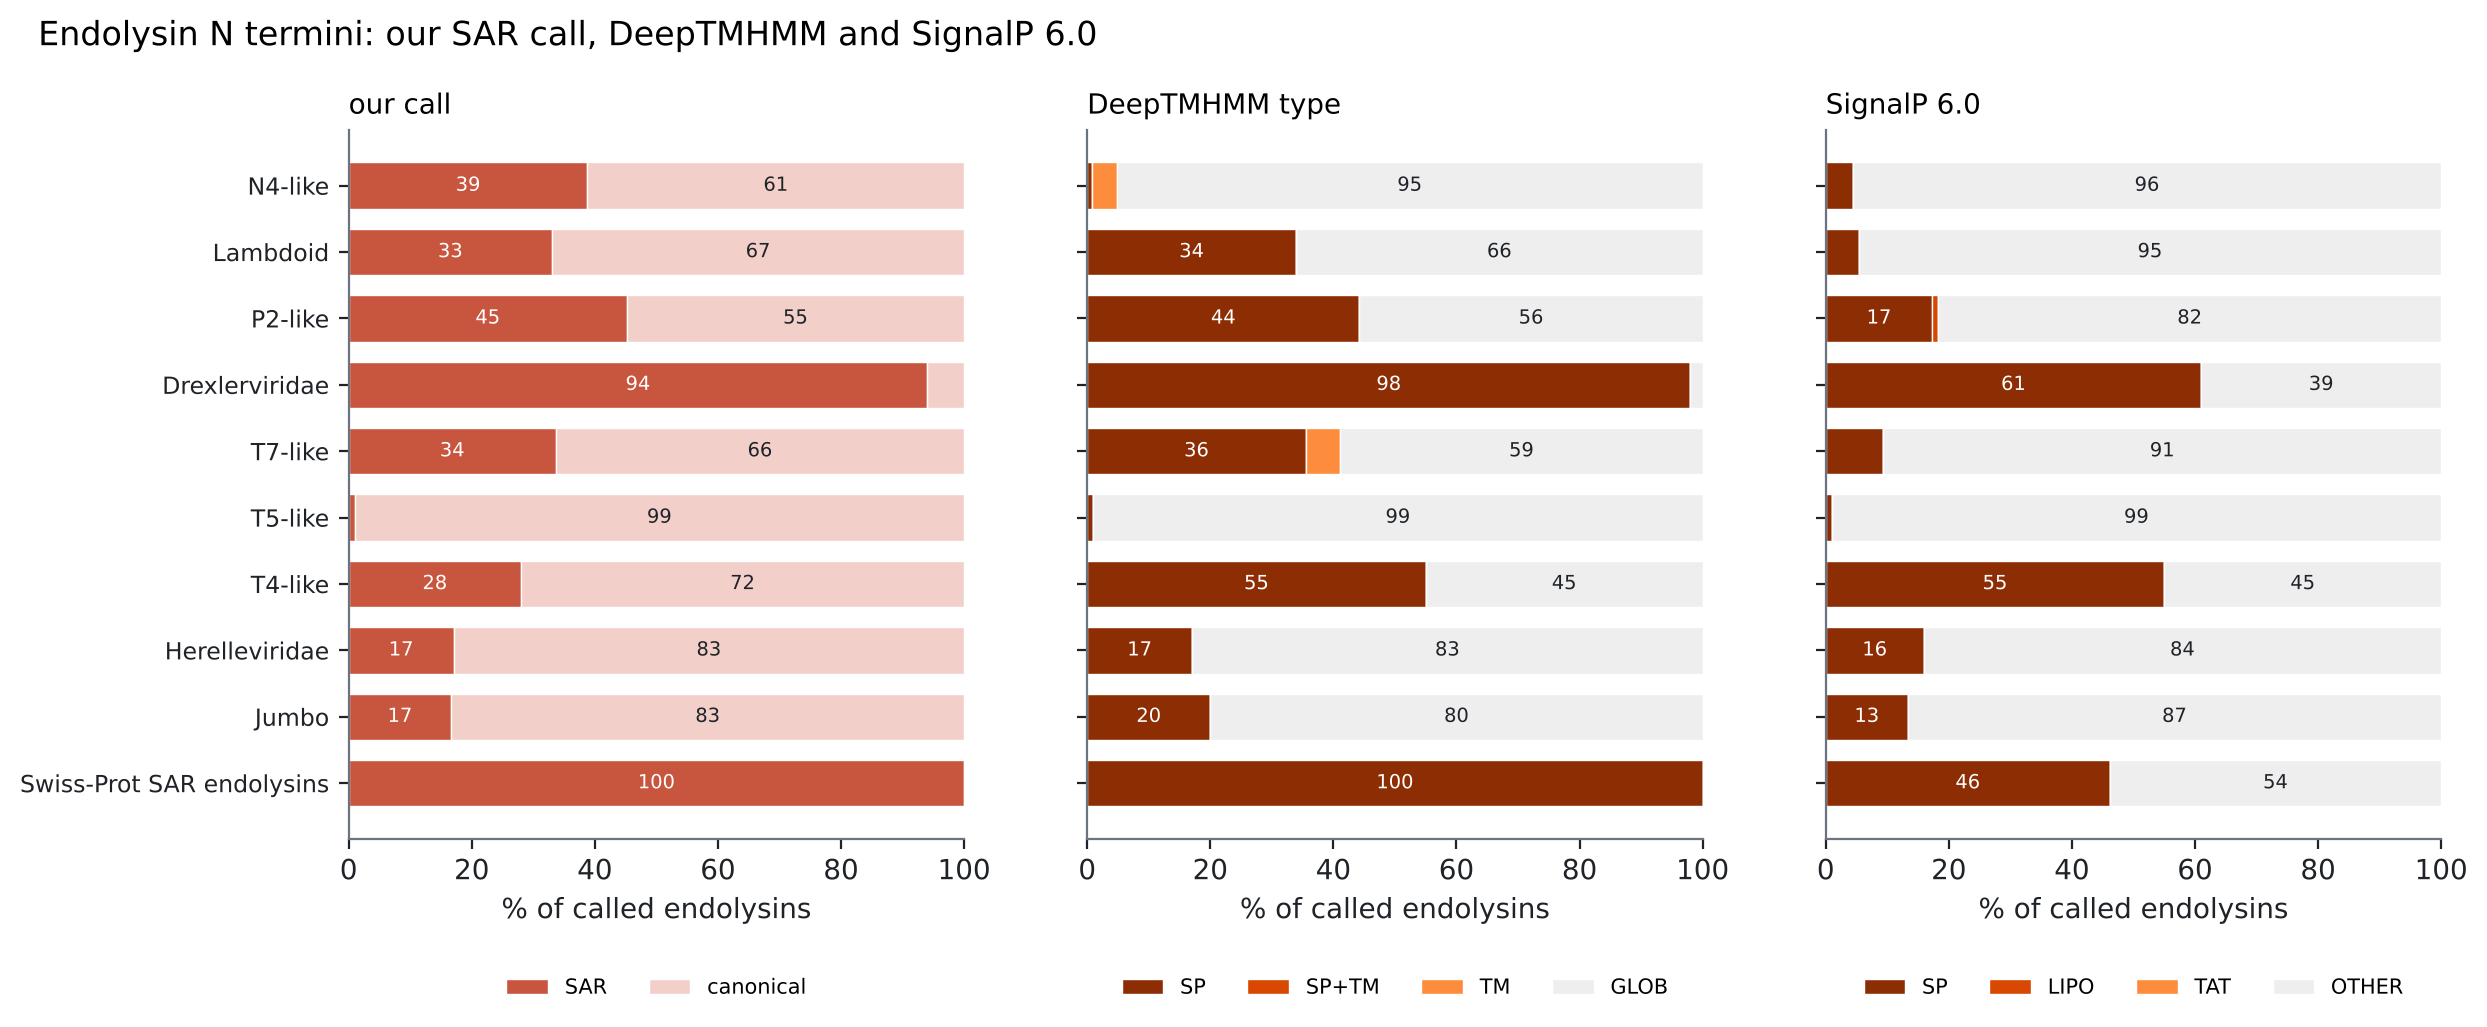 Endolysin N termini: our SAR call, DeepTMHMM and SignalP 6.0
our call
DeepTMHMM type
SignalP 6.0
N4-like 39 61 95 96
Lambdoid 33 67 34 66 95
P2-like 45 55 44 56 17 82
Drexlerviridae 94 98 61 39
T7-like 34 66 36 59 91
T5-like 99 99 99
T4-like 28 72 55 45 55 45
Herelleviridae 17 83 17 83 16 84
Jumbo 17 83 20 80 13 87
Swiss-Prot SAR endolysins 100 100 46 54
0 20 40 60 80 100 0 20 40 60 80 100 0 20 40 60 80 100
% of called endolysins % of called endolysins % of called endolysins
SAR canonical SP SP+TM TM GLOB SP LIPO TAT OTHER